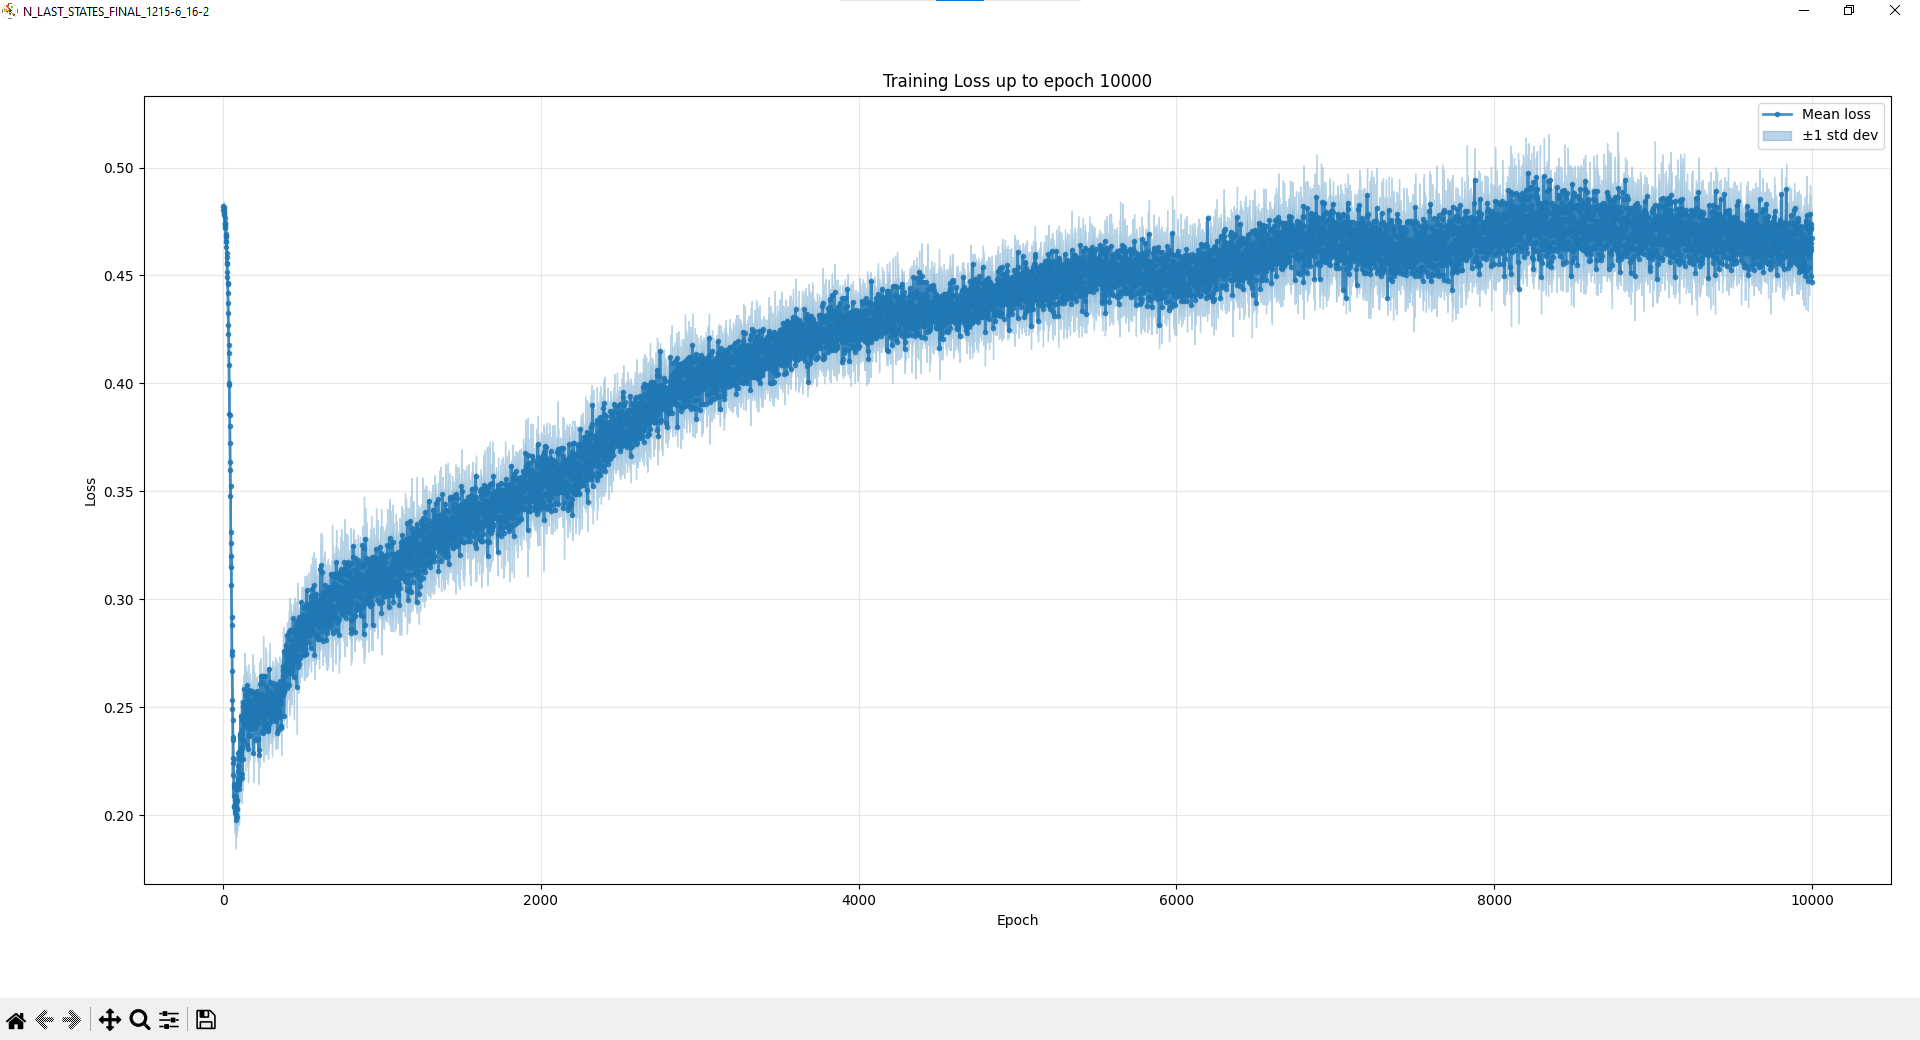 N_LAST_STATES_FINAL_1215-6_16-2
Training Loss up to epoch 10000
Mean loss
±1 std dev
0.50
0.45
0.40
0.35
0.30
0.25
0.20
Loss
0 2000 4000 6000 8000 10000
Epoch